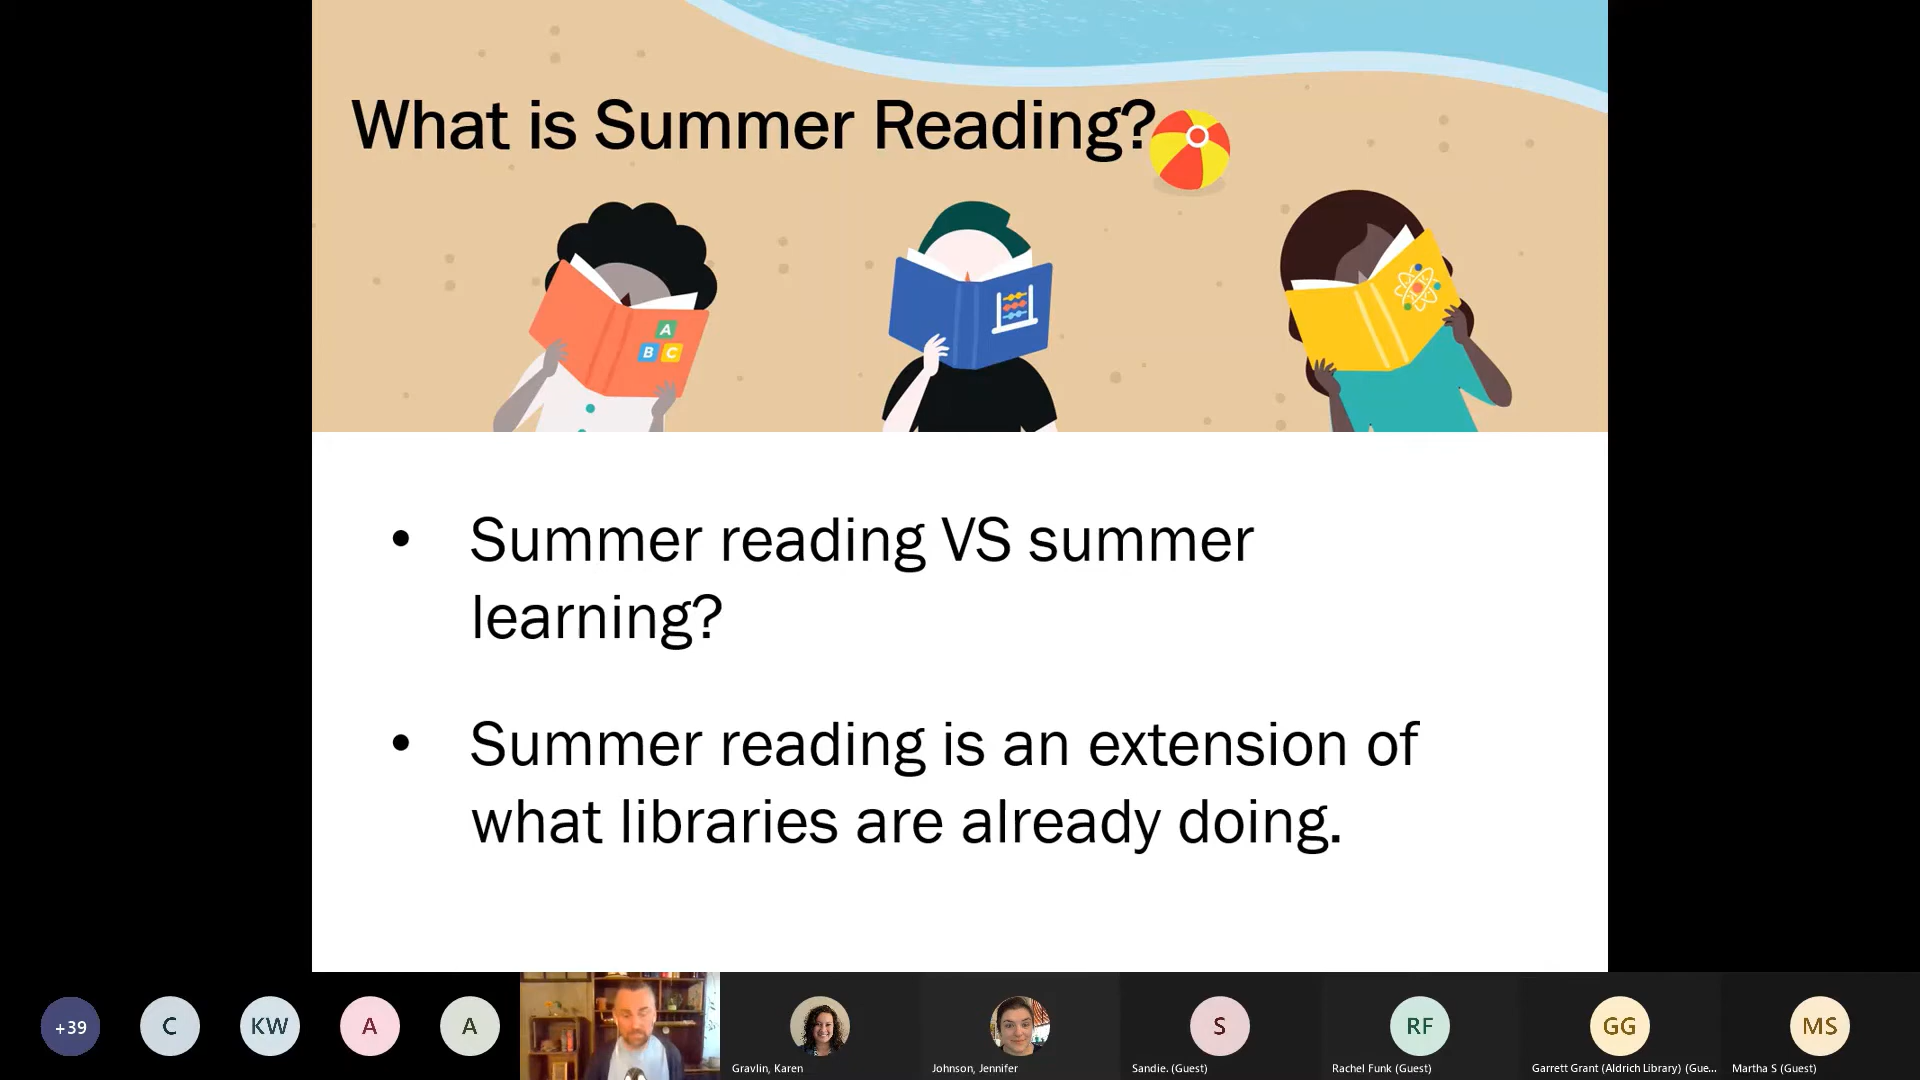 What is Summer Reading?
A
B C
• Summer reading VS summer
learning?
• Summer reading is an extension of
what libraries are already doing.
+39
C
KW
A
A
S
RF
GG
MS
Gravlin, Karen
Johnson, Jennifer
Sandie. (Guest)
Rachel Funk (Guest)
Garrett Grant (Aldrich Library) (Gue...
Martha S (Guest)